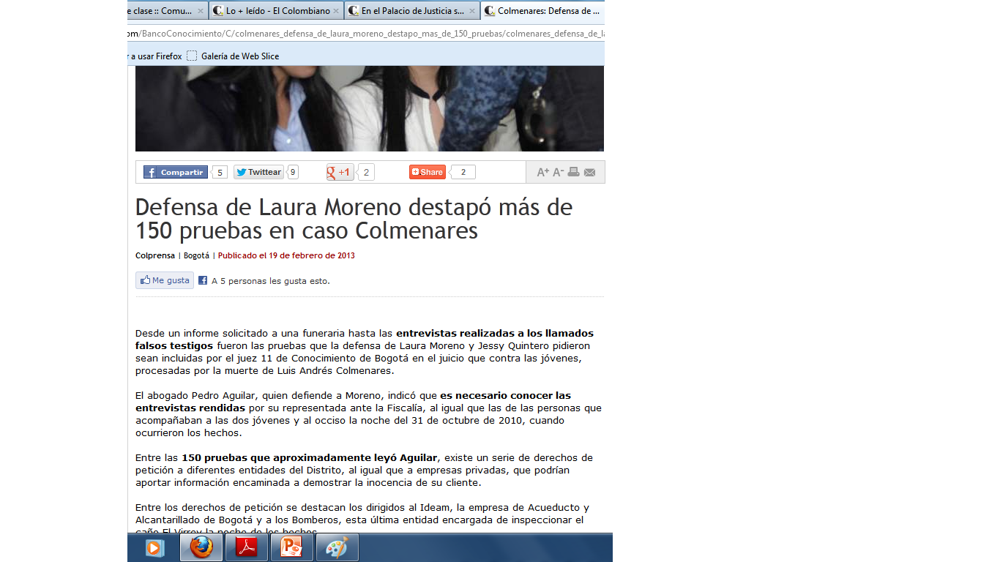 e clase :: Comu... × Lo + leído - El Colombiano × En el Palacio de Justicia s... × Colmenares: Defensa de ...
om/BancoConocimiento/C/colmenares_defensa_de_laura_moreno_destapo_mas_de_150_pruebas/colmenares_defensa_de_la
r a usar Firefox Galería de Web Slice
Compartir 5 Twittear 9 +1 2 Share 2 A+ A-
Defensa de Laura Moreno destapó más de
150 pruebas en caso Colmenares
Colprensa | Bogotá | Publicado el 19 de febrero de 2013
Me gusta A 5 personas les gusta esto.
Desde un informe solicitado a una funeraria hasta las entrevistas realizadas a los llamados
falsos testigos fueron las pruebas que la defensa de Laura Moreno y Jessy Quintero pidieron
sean incluidas por el juez 11 de Conocimiento de Bogotá en el juicio que contra las jóvenes,
procesadas por la muerte de Luis Andrés Colmenares.
El abogado Pedro Aguilar, quien defiende a Moreno, indicó que es necesario conocer las
entrevistas rendidas por su representada ante la Fiscalía, al igual que las de las personas que
acompañaban a las dos jóvenes y al occiso la noche del 31 de octubre de 2010, cuando
ocurrieron los hechos.
Entre las 150 pruebas que aproximadamente leyó Aguilar, existe un serie de derechos de
petición a diferentes entidades del Distrito, al igual que a empresas privadas, que podrían
aportar información encaminada a demostrar la inocencia de su cliente.
Entre los derechos de petición se destacan los dirigidos al Ideam, la empresa de Acueducto y
Alcantarillado de Bogotá y a los Bomberos, esta última entidad encargada de inspeccionar el
caño El Virrey la noche de los hechos